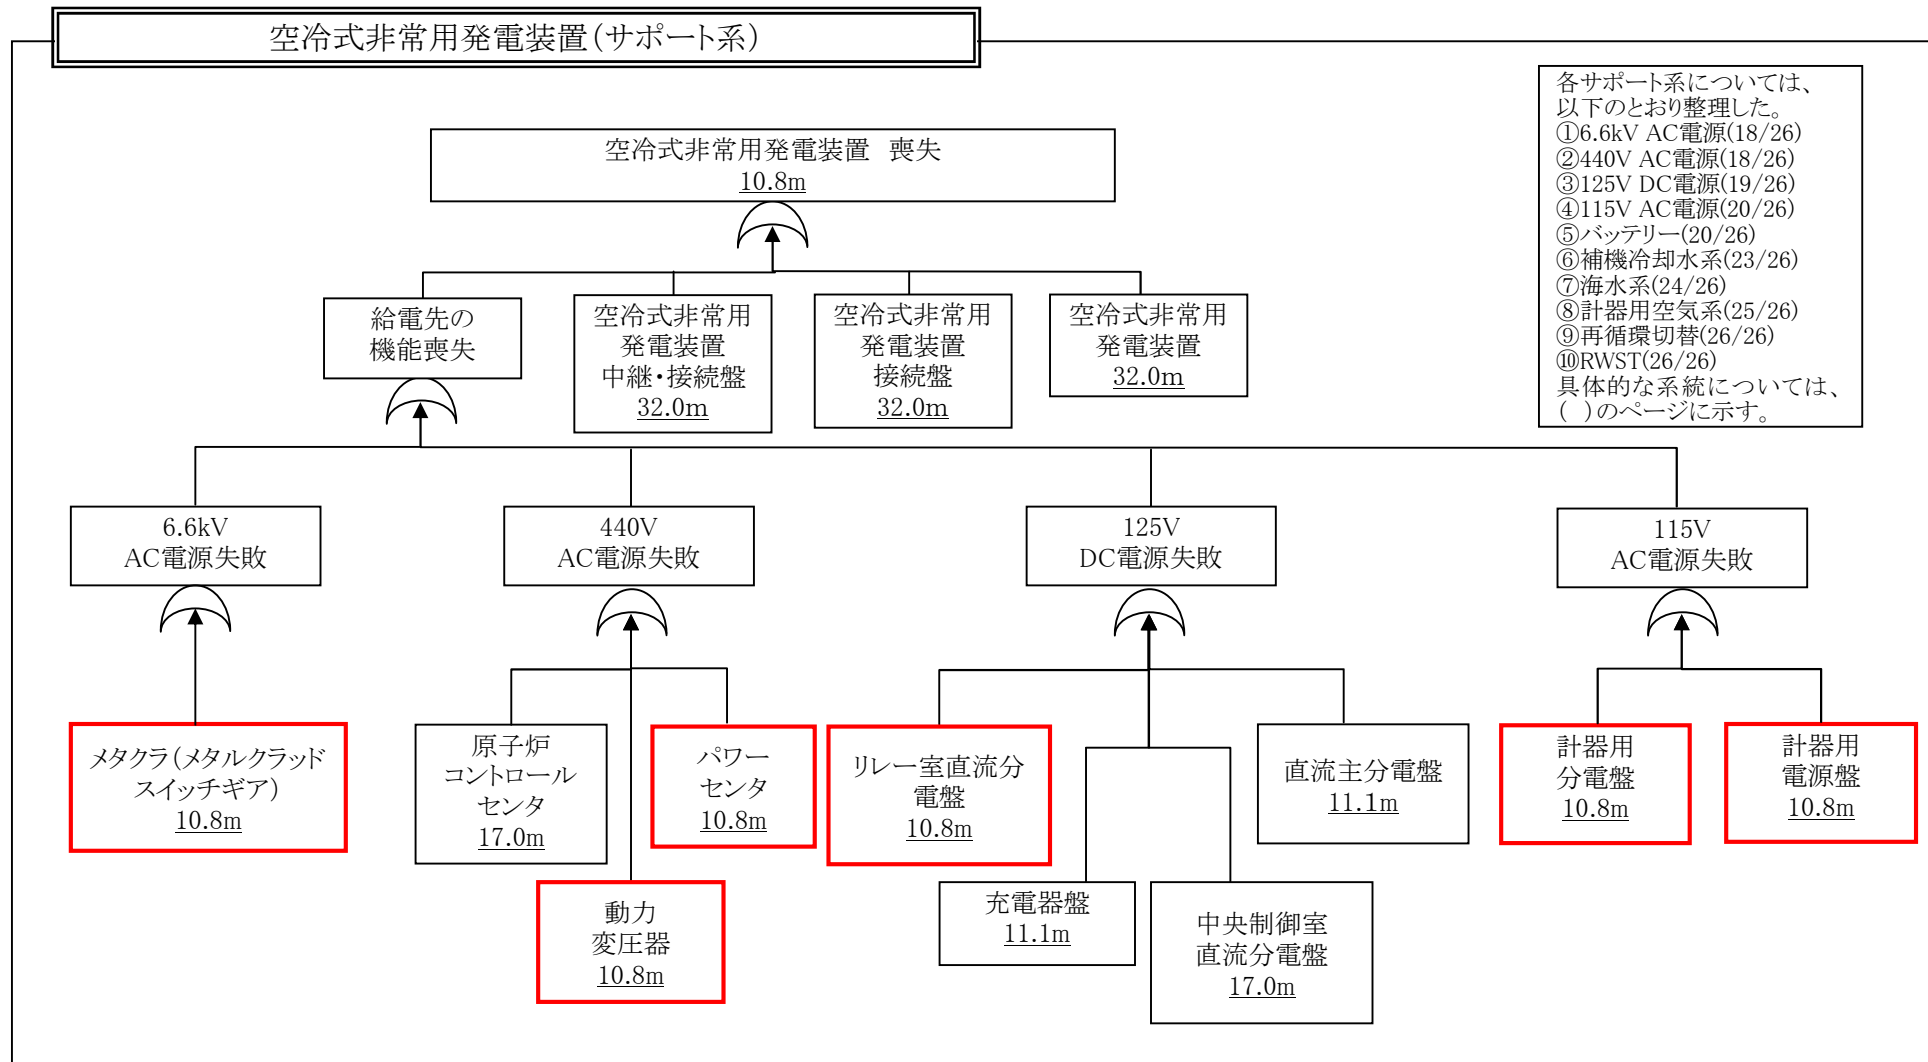 空冷式非常用発電装置(サポート系)
各サポート系については、
以下のとおり整理した。
①6.6kV AC電源(18/26)
②440V AC電源(18/26)
③125V DC電源(19/26)
④115V AC電源(20/26)
⑤バッテリー(20/26)
⑥補機冷却水系(23/26)
⑦海水系(24/26)
⑧計器用空気系(25/26)
⑨再循環切替(26/26)
⑩RWST(26/26)
具体的な系統については、
( )のページに示す。
空冷式非常用発電装置 喪失
10.8m
給電先の
機能喪失
空冷式非常用
発電装置
中継・接続盤
32.0m
空冷式非常用
発電装置
接続盤
32.0m
空冷式非常用
発電装置
32.0m
6.6kV
AC電源失敗
440V
AC電源失敗
125V
DC電源失敗
115V
AC電源失敗
メタクラ(メタルクラッド
スイッチギア)
10.8m
原子炉
コントロール
センタ
17.0m
パワー
センタ
10.8m
リレー室直流分
電盤
10.8m
直流主分電盤
11.1m
計器用
分電盤
10.8m
計器用
電源盤
10.8m
動力
変圧器
10.8m
充電器盤
11.1m
中央制御室
直流分電盤
17.0m